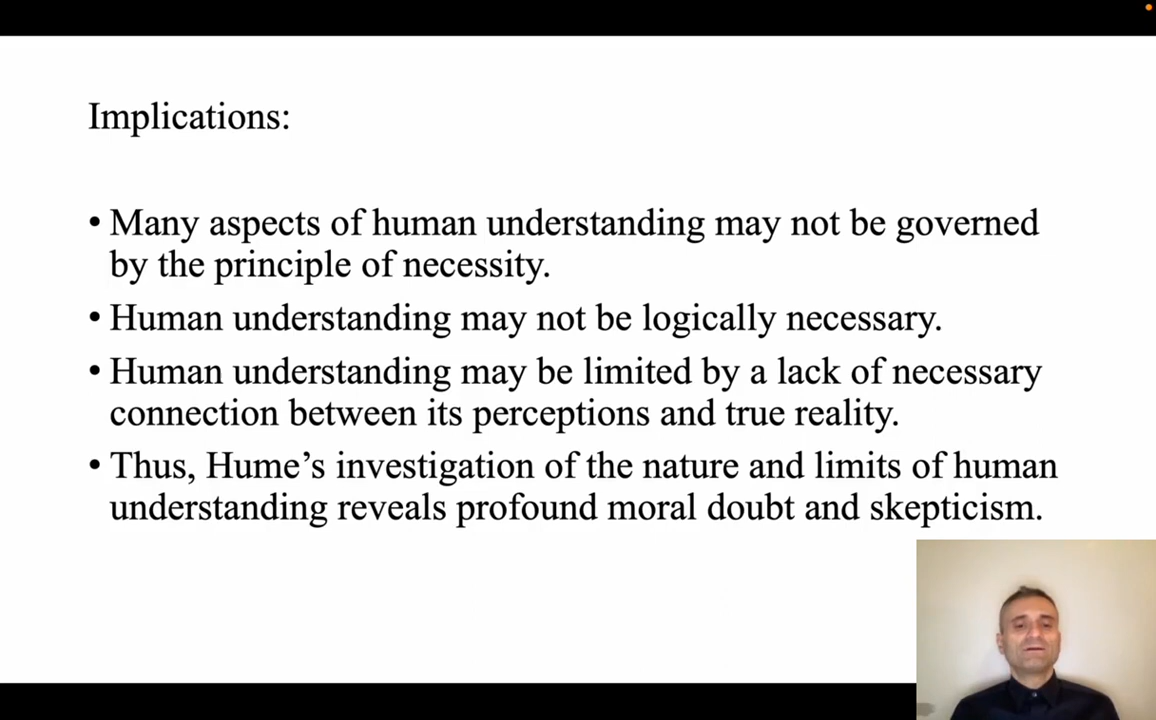 Implications:
• Many aspects of human understanding may not be governed
by the principle of necessity.
• Human understanding may not be logically necessary.
• Human understanding may be limited by a lack of necessary
connection between its perceptions and true reality.
• Thus, Hume’s investigation of the nature and limits of human
understanding reveals profound moral doubt and skepticism.